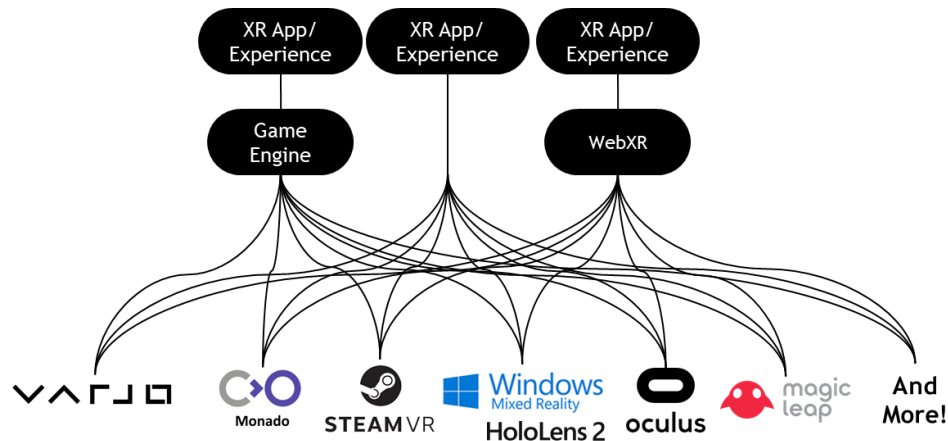 XR App/
Experience
XR App/
Experience
XR App/
Experience
Game
Engine
WebXR
VARJO
Monado
STEAMVR
Windows
Mixed Reality
HoloLens 2
oculus
magic
leap
And
More!